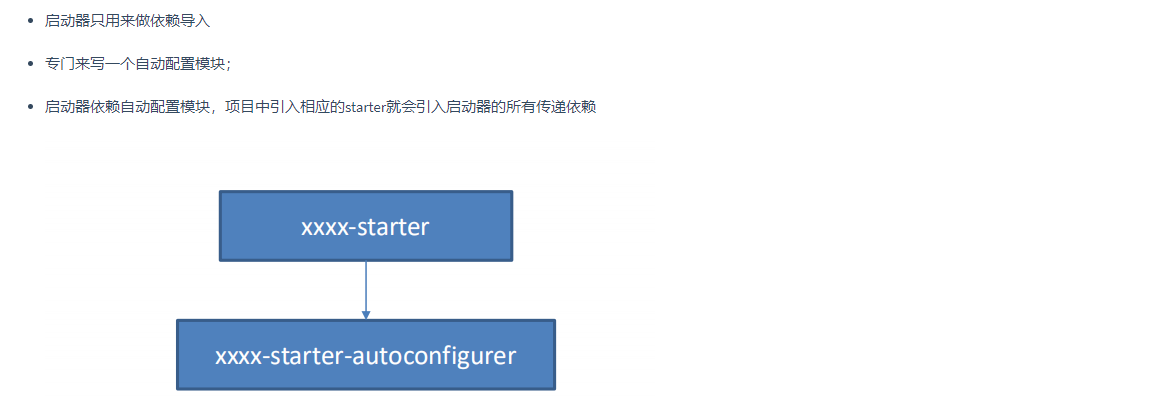 启动器只用来做依赖导入
专门来写一个自动配置模块；
启动器依赖自动配置模块，项目中引入相应的starter就会引入启动器的所有传递依赖
xxxx-starter
xxxx-starter-autoconfigurer